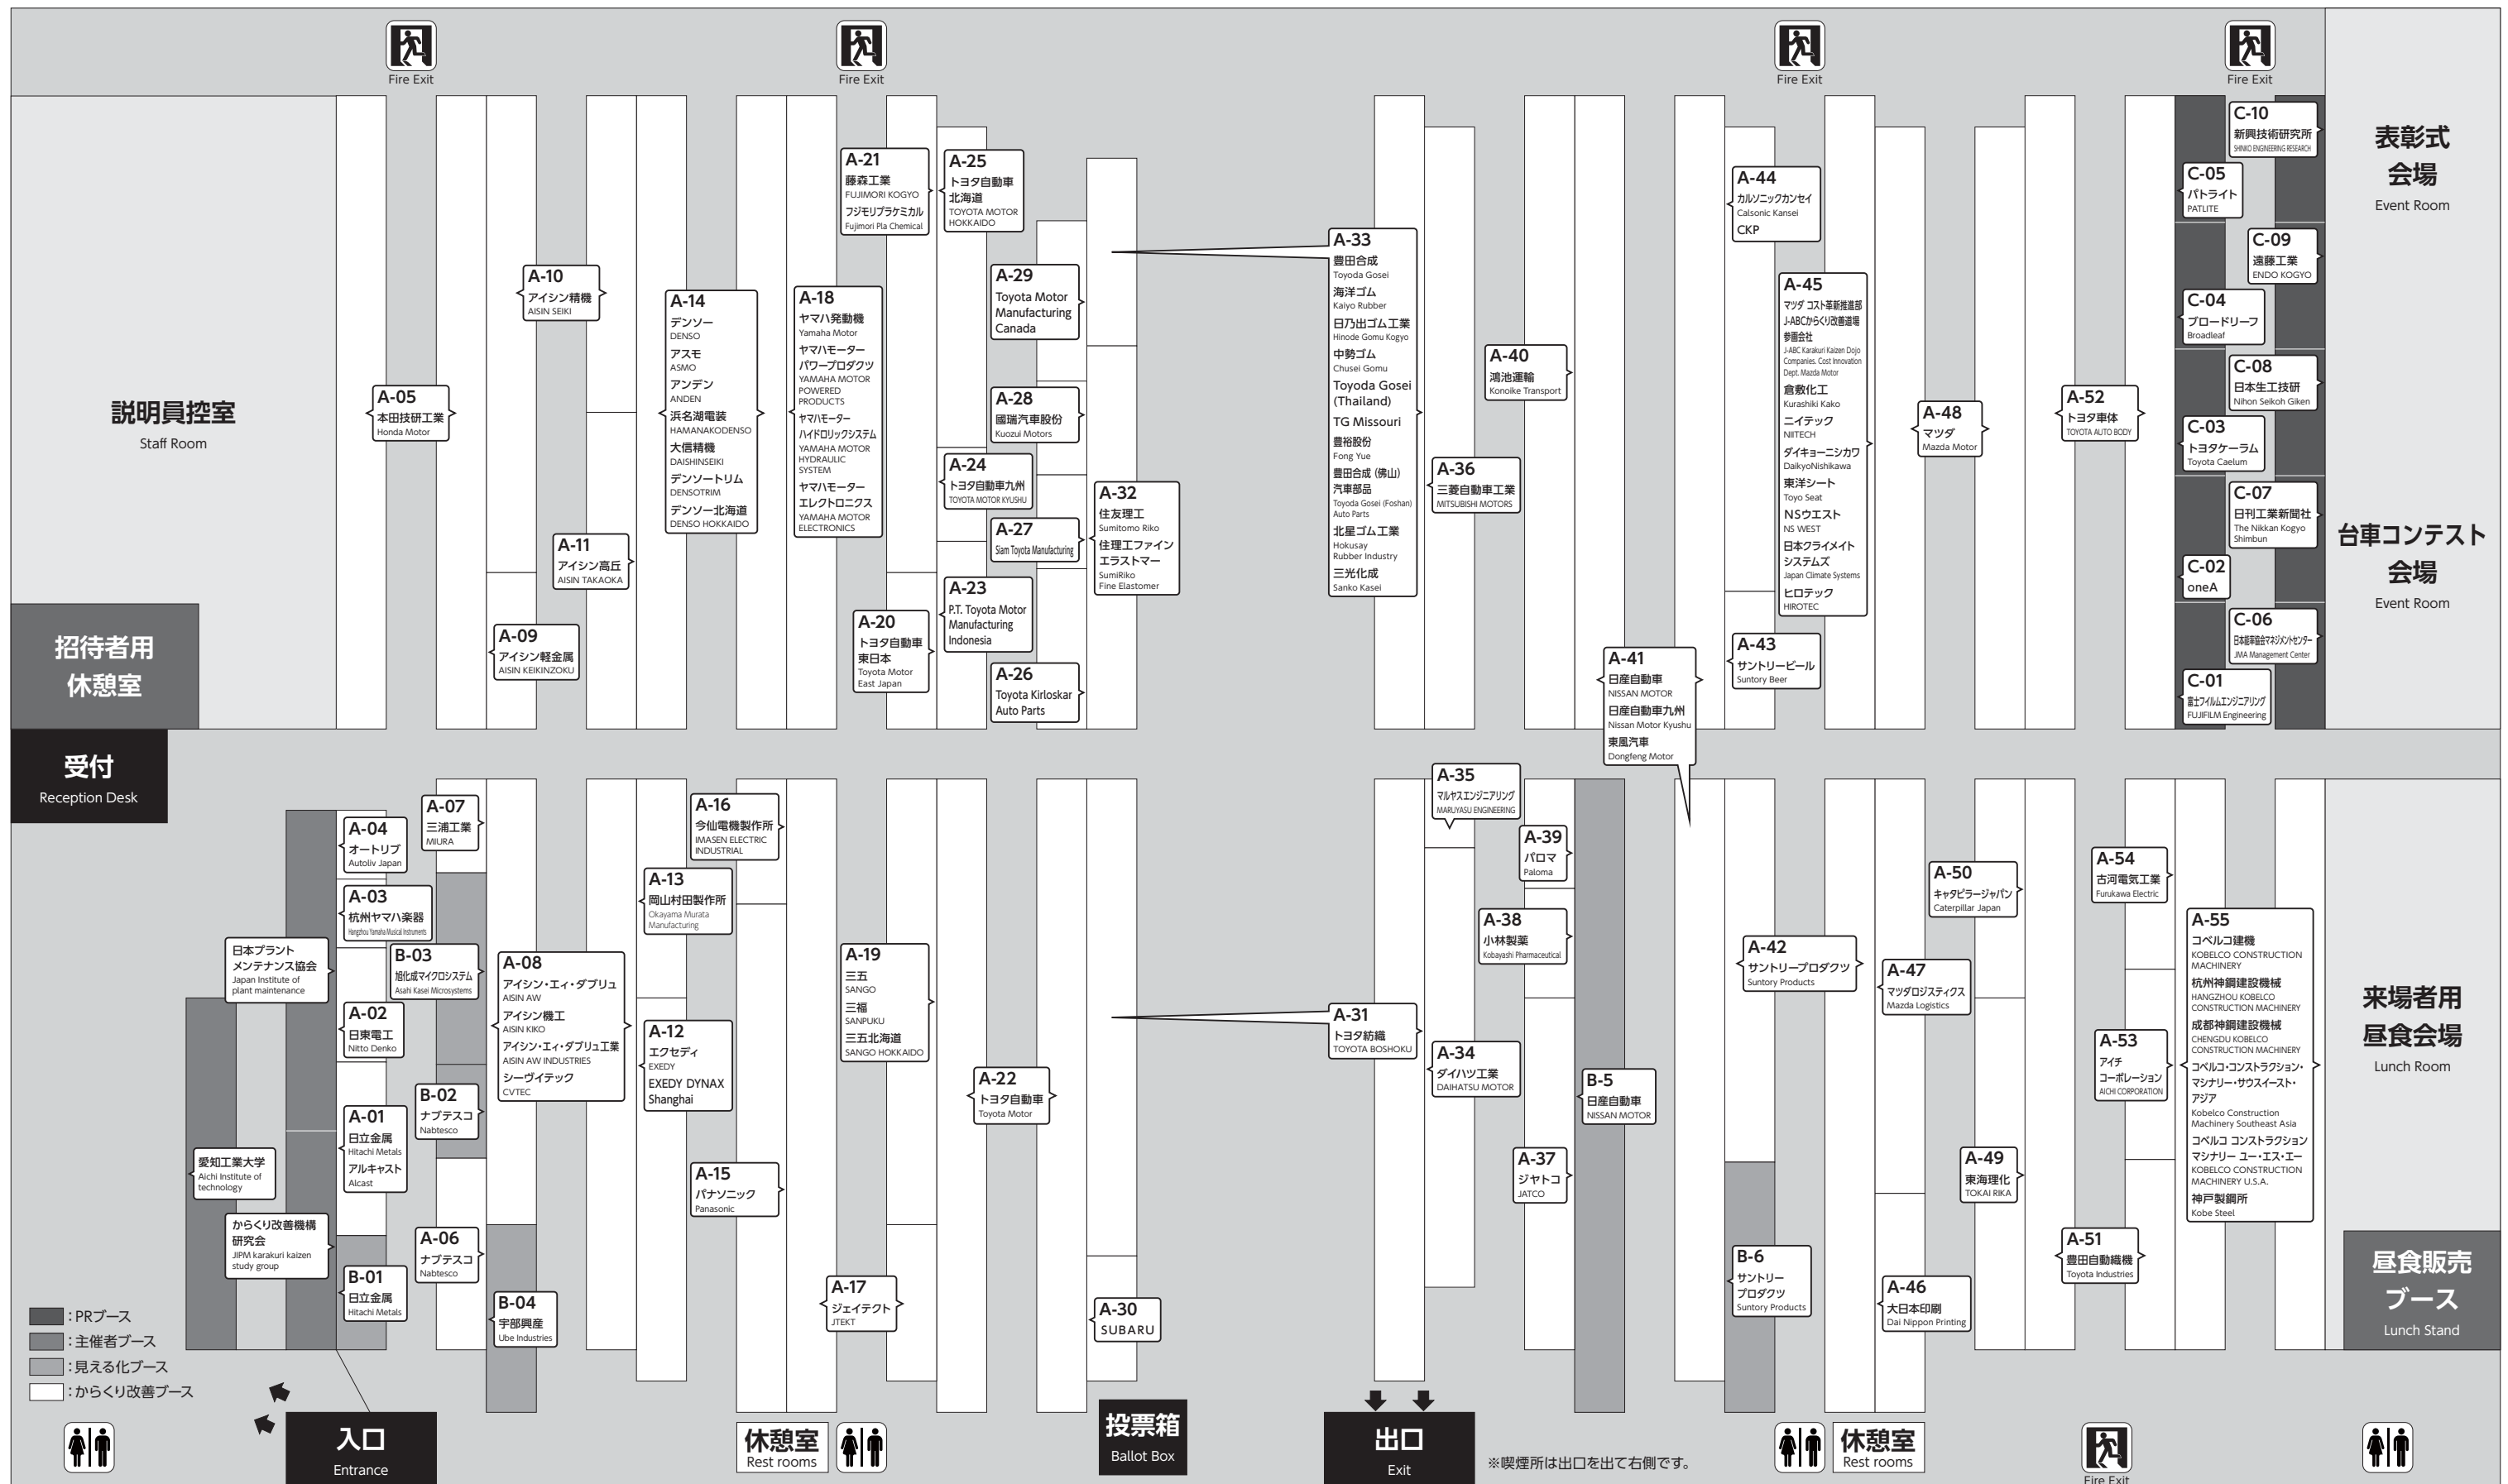 Fire Exit
Fire Exit
Fire Exit
Fire Exit
説明員控室
Staff Room
招待者用
休憩室
受付
Reception Desk
表彰式
会場
Event Room
台車コンテスト
会場
Event Room
A-05
本田技研工業
Honda Motor
A-10
アイシン精機
AISIN SEIKI
A-11
アイシン高丘
AISIN TAKAOKA
A-09
アイシン軽金属
AISIN KEIKINZOKU
A-14
デンソー
DENSO
アスモ
ASMO
アンデン
ANDEN
浜名湖電装
HAMANAKODENSO
大信精機
DAISHINSEIKI
デンソートリム
DENSOTRIM
デンソー北海道
DENSO HOKKAIDO
A-18
ヤマハ発動機
Yamaha Motor
ヤマハモーター
パワープロダクツ
YAMAHA MOTOR
POWERED
PRODUCTS
ヤマハモーター
ハイドロリックシステム
YAMAHA MOTOR
HYDRAULIC
SYSTEM
ヤマハモーター
エレクトロニクス
YAMAHA MOTOR
ELECTRONICS
A-21
藤森工業
FUJIMORI KOGYO
フジモリプラケミカル
Fujimori Pla Chemical
A-25
トヨタ自動車
北海道
TOYOTA MOTOR
HOKKAIDO
A-29
Toyota Motor
Manufacturing
Canada
A-28
國瑞汽車股份
Kuozui Motors
A-24
トヨタ自動車九州
TOYOTA MOTOR KYUSHU
A-27
Siam Toyota Manufacturing
A-32
住友理工
Sumitomo Riko
住理工ファイン
エラストマー
SumiRiko
Fine Elastomer
A-23
P.T. Toyota Motor
Manufacturing
Indonesia
A-20
トヨタ自動車
東日本
Toyota Motor
East Japan
A-26
Toyota Kirloskar
Auto Parts
A-33
豊田合成
Toyoda Gosei
海洋ゴム
Kaiyo Rubber
日乃出ゴム工業
Hinode Gomu Kogyo
中勢ゴム
Chusei Gomu
Toyoda Gosei
(Thailand)
TG Missouri
豊裕股份
Fong Yue
豊田合成 (佛山)
汽車部品
Toyoda Gosei (Foshan)
Auto Parts
北星ゴム工業
Hokusay
Rubber Industry
三光化成
Sanko Kasei
A-36
三菱自動車工業
MITSUBISHI MOTORS
A-40
鴻池運輸
Konoike Transport
A-41
日産自動車
NISSAN MOTOR
日産自動車九州
Nissan Motor Kyushu
東風汽車
Dongfeng Motor
A-44
カルソニックカンセイ
Calsonic Kansei
CKP
A-43
サントリービール
Suntory Beer
A-45
マツダ コスト革新推進部
J-ABCからくり改善道場
参画会社
J-ABC Karakuri Kaizen Dojo
Companies. Cost Innovation
Dept. Mazda Motor
倉敷化工
Kurashiki Kako
ニイテック
NIITECH
ダイキョーニシカワ
DaikyoNishikawa
東洋シート
Toyo Seat
NSウエスト
NS WEST
日本クライメイト
システムズ
Japan Climate Systems
ヒロテック
HIROTEC
A-48
マツダ
Mazda Motor
A-52
トヨタ車体
TOYOTA AUTO BODY
C-10
新興技術研究所
SHINKO ENGINEERING RESEARCH
C-05
パトライト
PATLITE
C-09
遠藤工業
ENDO KOGYO
C-04
ブロードリーフ
Broadleaf
C-08
日本生工技研
Nihon Seikoh Giken
C-03
トヨタケーラム
Toyota Caelum
C-07
日刊工業新聞社
The Nikkan Kogyo
Shimbun
C-02
oneA
C-06
日本能率協会マネジメントセンター
JMA Management Center
C-01
富士フイルムエンジニアリング
FUJIFILM Engineering
日本プラント
メンテナンス協会
Japan Institute of
plant maintenance
愛知工業大学
Aichi Institute of
technology
からくり改善機構
研究会
JIPM karakuri kaizen
study group
A-04
オートリブ
Autoliv Japan
A-03
杭州ヤマハ楽器
Hangzhou Yamaha Musical Instruments
A-02
日東電工
Nitto Denko
A-01
日立金属
Hitachi Metals
アルキャスト
Alcast
B-01
日立金属
Hitachi Metals
A-07
三浦工業
MIURA
B-03
旭化成マイクロシステム
Asahi Kasei Microsystems
B-02
ナブテスコ
Nabtesco
A-06
ナブテスコ
Nabtesco
A-08
アイシン・エィ・ダブリュ
AISIN AW
アイシン機工
AISIN KIKO
アイシン・エィ・ダブリュ工業
AISIN AW INDUSTRIES
シーヴイテック
CVTEC
B-04
宇部興産
Ube Industries
A-16
今仙電機製作所
IMASEN ELECTRIC
INDUSTRIAL
A-13
岡山村田製作所
Okayama Murata
Manufacturing
A-12
エクセディ
EXEDY
EXEDY DYNAX
Shanghai
A-15
パナソニック
Panasonic
A-19
三五
SANGO
三福
SANPUKU
三五北海道
SANGO HOKKAIDO
A-17
ジェイテクト
JTEKT
A-22
トヨタ自動車
Toyota Motor
A-30
SUBARU
A-31
トヨタ紡織
TOYOTA BOSHOKU
A-35
マルヤスエンジニアリング
MARUYASU ENGINEERING
A-34
ダイハツ工業
DAIHATSU MOTOR
A-39
パロマ
Paloma
A-38
小林製薬
Kobayashi Pharmaceutical
A-37
ジヤトコ
JATCO
B-5
日産自動車
NISSAN MOTOR
A-42
サントリープロダクツ
Suntory Products
B-6
サントリー
プロダクツ
Suntory Products
A-47
マツダロジスティクス
Mazda Logistics
A-46
大日本印刷
Dai Nippon Printing
A-50
キャタピラージャパン
Caterpillar Japan
A-49
東海理化
TOKAI RIKA
A-54
古河電気工業
Furukawa Electric
A-53
アイチ
コーポレーション
AICHI CORPORATION
A-51
豊田自動織機
Toyota Industries
A-55
コベルコ建機
KOBELCO CONSTRUCTION
MACHINERY
杭州神鋼建設機械
HANGZHOU KOBELCO
CONSTRUCTION MACHINERY
成都神鋼建設機械
CHENGDU KOBELCO
CONSTRUCTION MACHINERY
コベルコ・コンストラクション・
マシナリー・サウスイースト・
アジア
Kobelco Construction
Machinery Southeast Asia
コベルコ コンストラクション
マシナリー ユー・エス・エー
KOBELCO CONSTRUCTION
MACHINERY U.S.A.
神戸製鋼所
Kobe Steel
来場者用
昼食会場
Lunch Room
昼食販売
ブース
Lunch Stand
:PRブース
:主催者ブース
:見える化ブース
:からくり改善ブース
入口
Entrance
休憩室
Rest rooms
投票箱
Ballot Box
出口
Exit
※喫煙所は出口を出て右側です。
休憩室
Rest rooms
Fire Exit